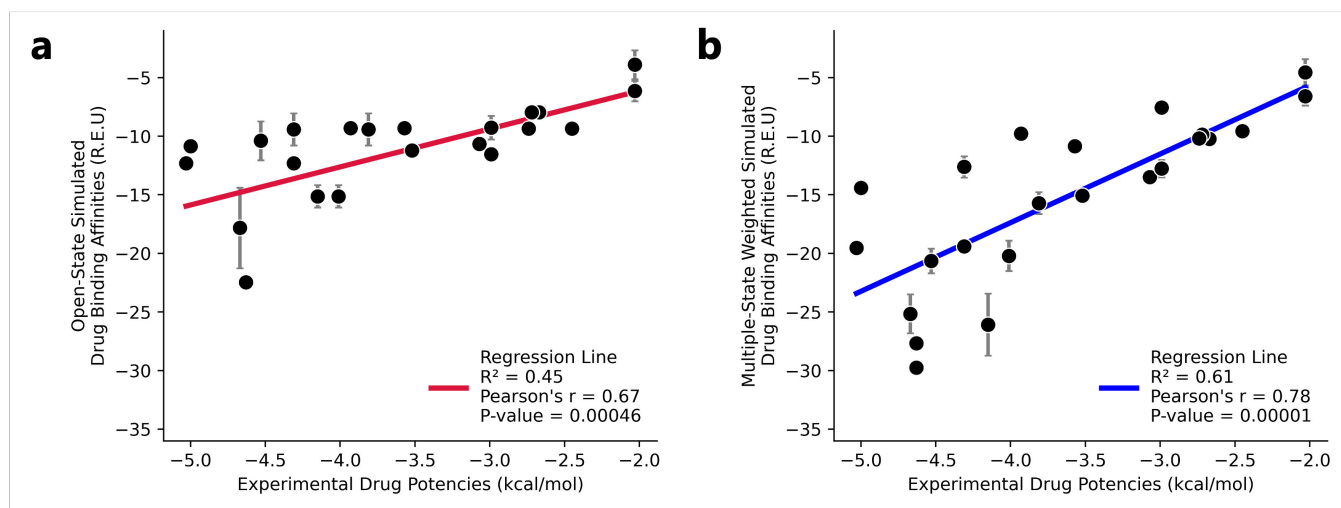 a
Open-State Simulated
Drug Binding Affinities (R.E.U)
−5
−10
−15
−20
−25
−30
−35
Regression Line
R² = 0.45
Pearson's r = 0.67
P-value = 0.00046
−5.0 −4.5 −4.0 −3.5 −3.0 −2.5 −2.0
Experimental Drug Potencies (kcal/mol)
b
Multiple-State Weighted Simulated
Drug Binding Affinities (R.E.U)
−5
−10
−15
−20
−25
−30
−35
Regression Line
R² = 0.61
Pearson's r = 0.78
P-value = 0.00001
−5.0 −4.5 −4.0 −3.5 −3.0 −2.5 −2.0
Experimental Drug Potencies (kcal/mol)